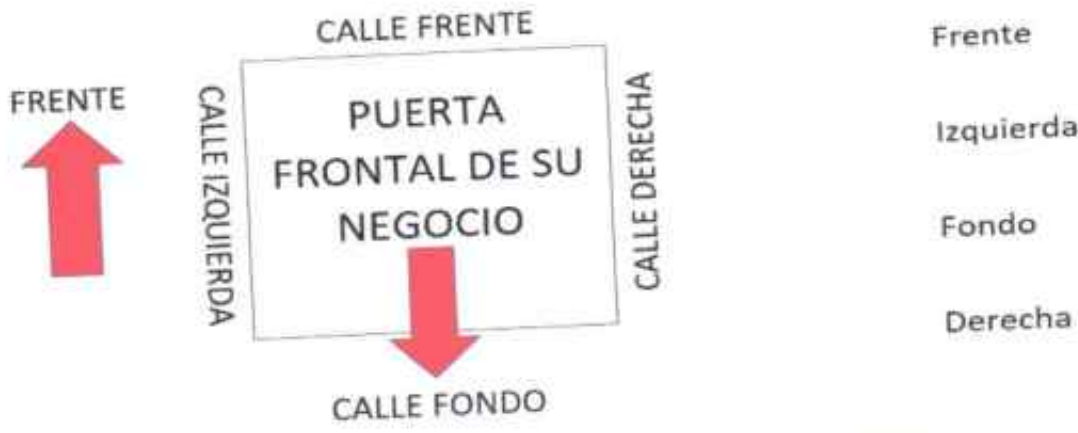 CALLE FRENTE
FRENTE
CALLE IZQUIERDA
PUERTA
FRONTAL DE SU
NEGOCIO
CALLE DERECHA
CALLE FONDO
Frente
Izquierda
Fondo
Derecha